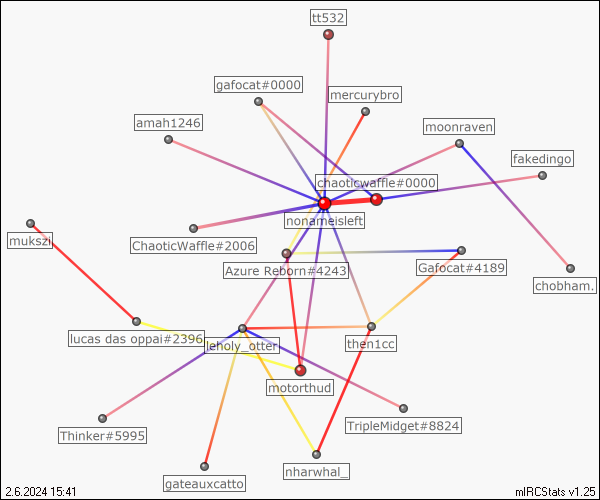 tt532
gafocat#0000
mercurybro
amah1246
moonraven
fakedingo
chaoticwaffle#0000
nonameisleft
mukszi
ChaoticWaffle#2006
Azure Reborn#4243
Gafocat#4189
chobham.
lucas das oppai#2396
leholy_otter
then1cc
motorthud
TripleMidget#8824
Thinker#5995
nharwhal_
gateauxcatto
2.6.2024 15:41
mIRCStats v1.25